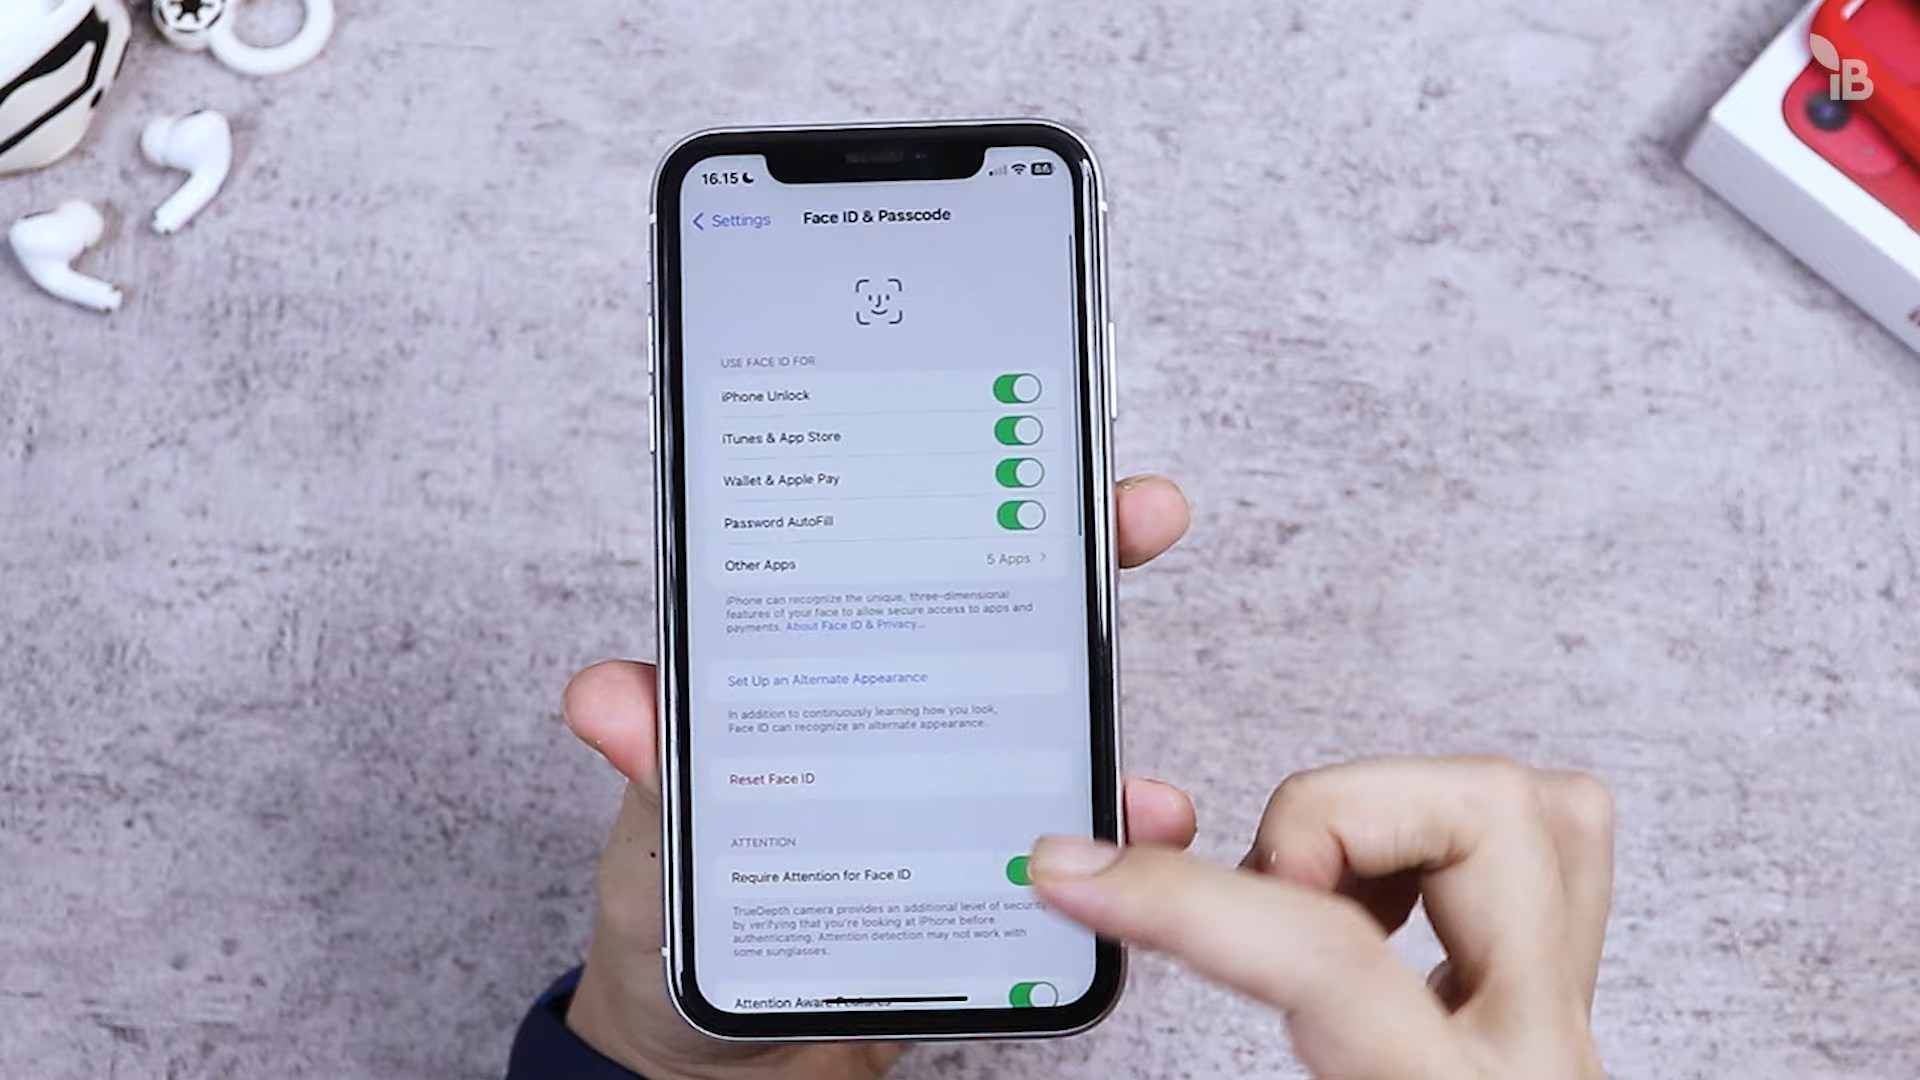 iB
16.15
66
Settings
Face ID & Passcode
USE FACE ID FOR
iPhone Unlock
iTunes & App Store
Wallet & Apple Pay
Password AutoFill
Other Apps
5 Apps
iPhone can recognize the unique, three-dimensional
features of your face to allow secure access to apps and
payments. About Face ID & Privacy...
Set Up an Alternate Appearance
In addition to continuously learning how you look,
Face ID can recognize an alternate appearance.
Reset Face ID
ATTENTION
Require Attention for Face ID
TrueDepth camera provides an additional level of security
by verifying that you're looking at iPhone before
authenticating. Attention detection may not work with
some sunglasses.
Attention Aware Features